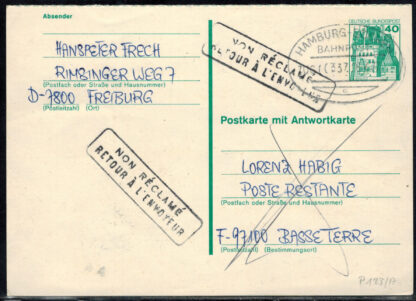 Absender
HANSPETER FRECH
RIMSINGER WEG 7
(Postfach oder Straße und Hausnummer)
D-7800 FREIBURG
(Postleitzahl) (Ort)
NON RÉCLAMÉ
RETOUR À L'ENVOYEUR
NON RÉCLAMÉ
RETOUR À L'ENVOYEUR
HAMBURG
BAHNPOST
DEUTSCHE BUNDESPOST
40
Postkarte mit Antwortkarte
LORENZ HABIG
POSTE RESTANTE
(Postfach oder Straße und Hausnummer)
F-97100 BASSE TERRE
(Postleitzahl) (Bestimmungsort)